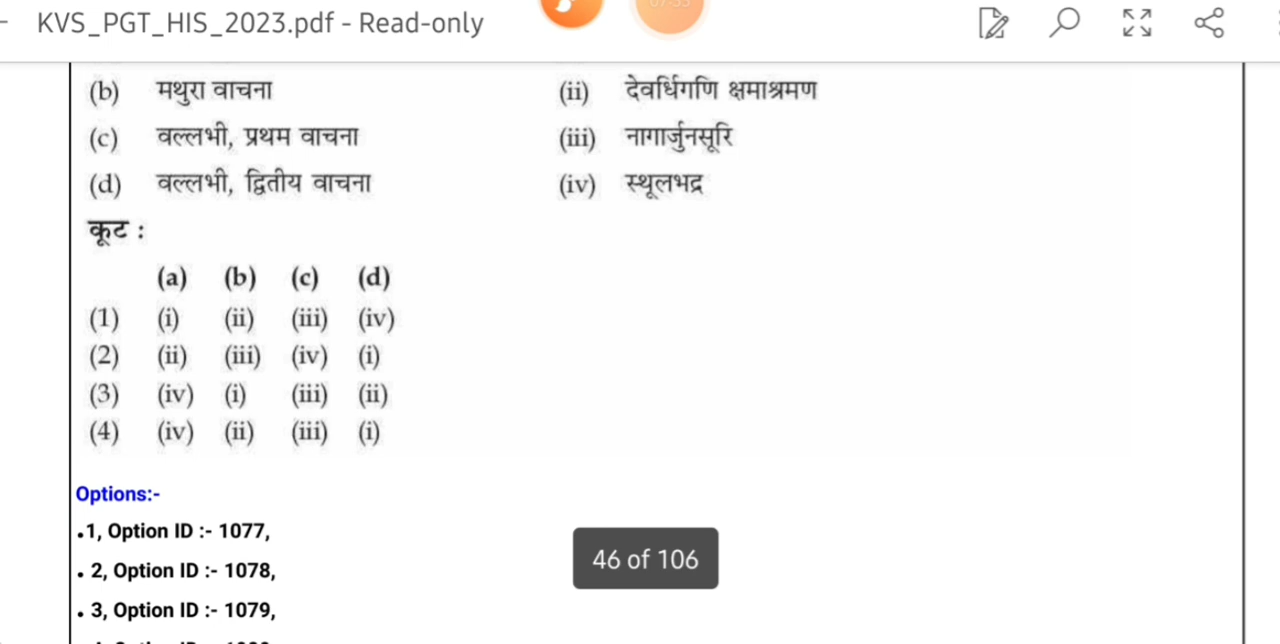 KVS_PGT_HIS_2023.pdf - Read-only
07:55
(b) मथुरा वाचना (ii) देवर्धिगणि क्षमाश्रमण
(c) वल्लभी, प्रथम वाचना (iii) नागार्जुनसूरि
(d) वल्लभी, द्वितीय वाचना (iv) स्थूलभद्र
कूट :
(a) (b) (c) (d)
(1) (i) (ii) (iii) (iv)
(2) (ii) (iii) (iv) (i)
(3) (iv) (i) (iii) (ii)
(4) (iv) (ii) (iii) (i)
Options:-
.1, Option ID :- 1077,
. 2, Option ID :- 1078,
46 of 106
. 3, Option ID :- 1079,